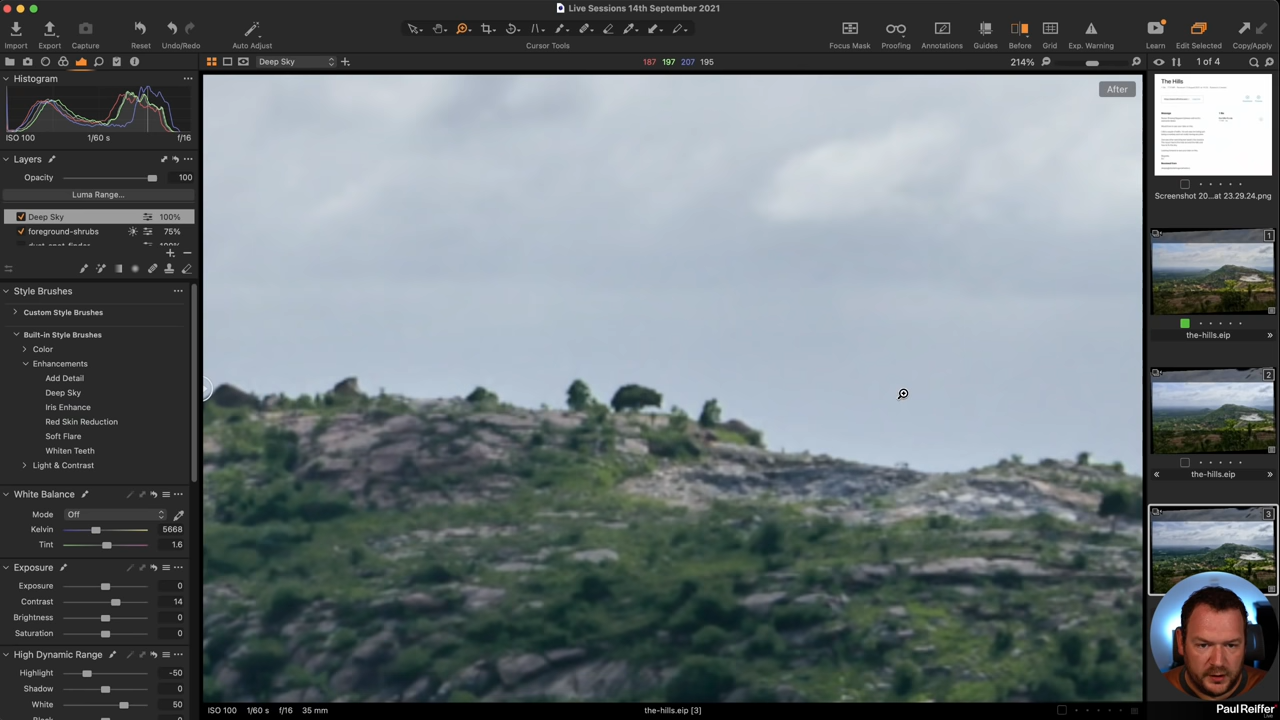 Live Sessions 14th September 2021
Import
Export
Capture
Reset
Undo/Redo
Auto Adjust
Cursor Tools
Focus Mask
Proofing
Annotations
Guides
Before
Grid
Exp. Warning
Learn
Edit Selected
Copy/Apply
Deep Sky
187 197 207 195
214%
1 of 4
Histogram
ISO 100 1/60 s f/16
Layers
Opacity 100
Luma Range...
Deep Sky 100%
foreground-shrubs 75%
Style Brushes
Custom Style Brushes
Built-in Style Brushes
Color
Enhancements
Add Detail
Deep Sky
Iris Enhance
Red Skin Reduction
Soft Flare
Whiten Teeth
Light & Contrast
White Balance
Mode Off
Kelvin 5668
Tint 1.6
Exposure
Exposure 0
Contrast 14
Brightness 0
Saturation 0
High Dynamic Range
Highlight -50
Shadow 0
White 50
After
ISO 100 1/60 s f/16 35 mm
the-hills.eip [3]
The Hills
Screenshot 20...at 23.29.24.png
1
the-hills.eip
2
the-hills.eip
3
PaulReiffer
Live